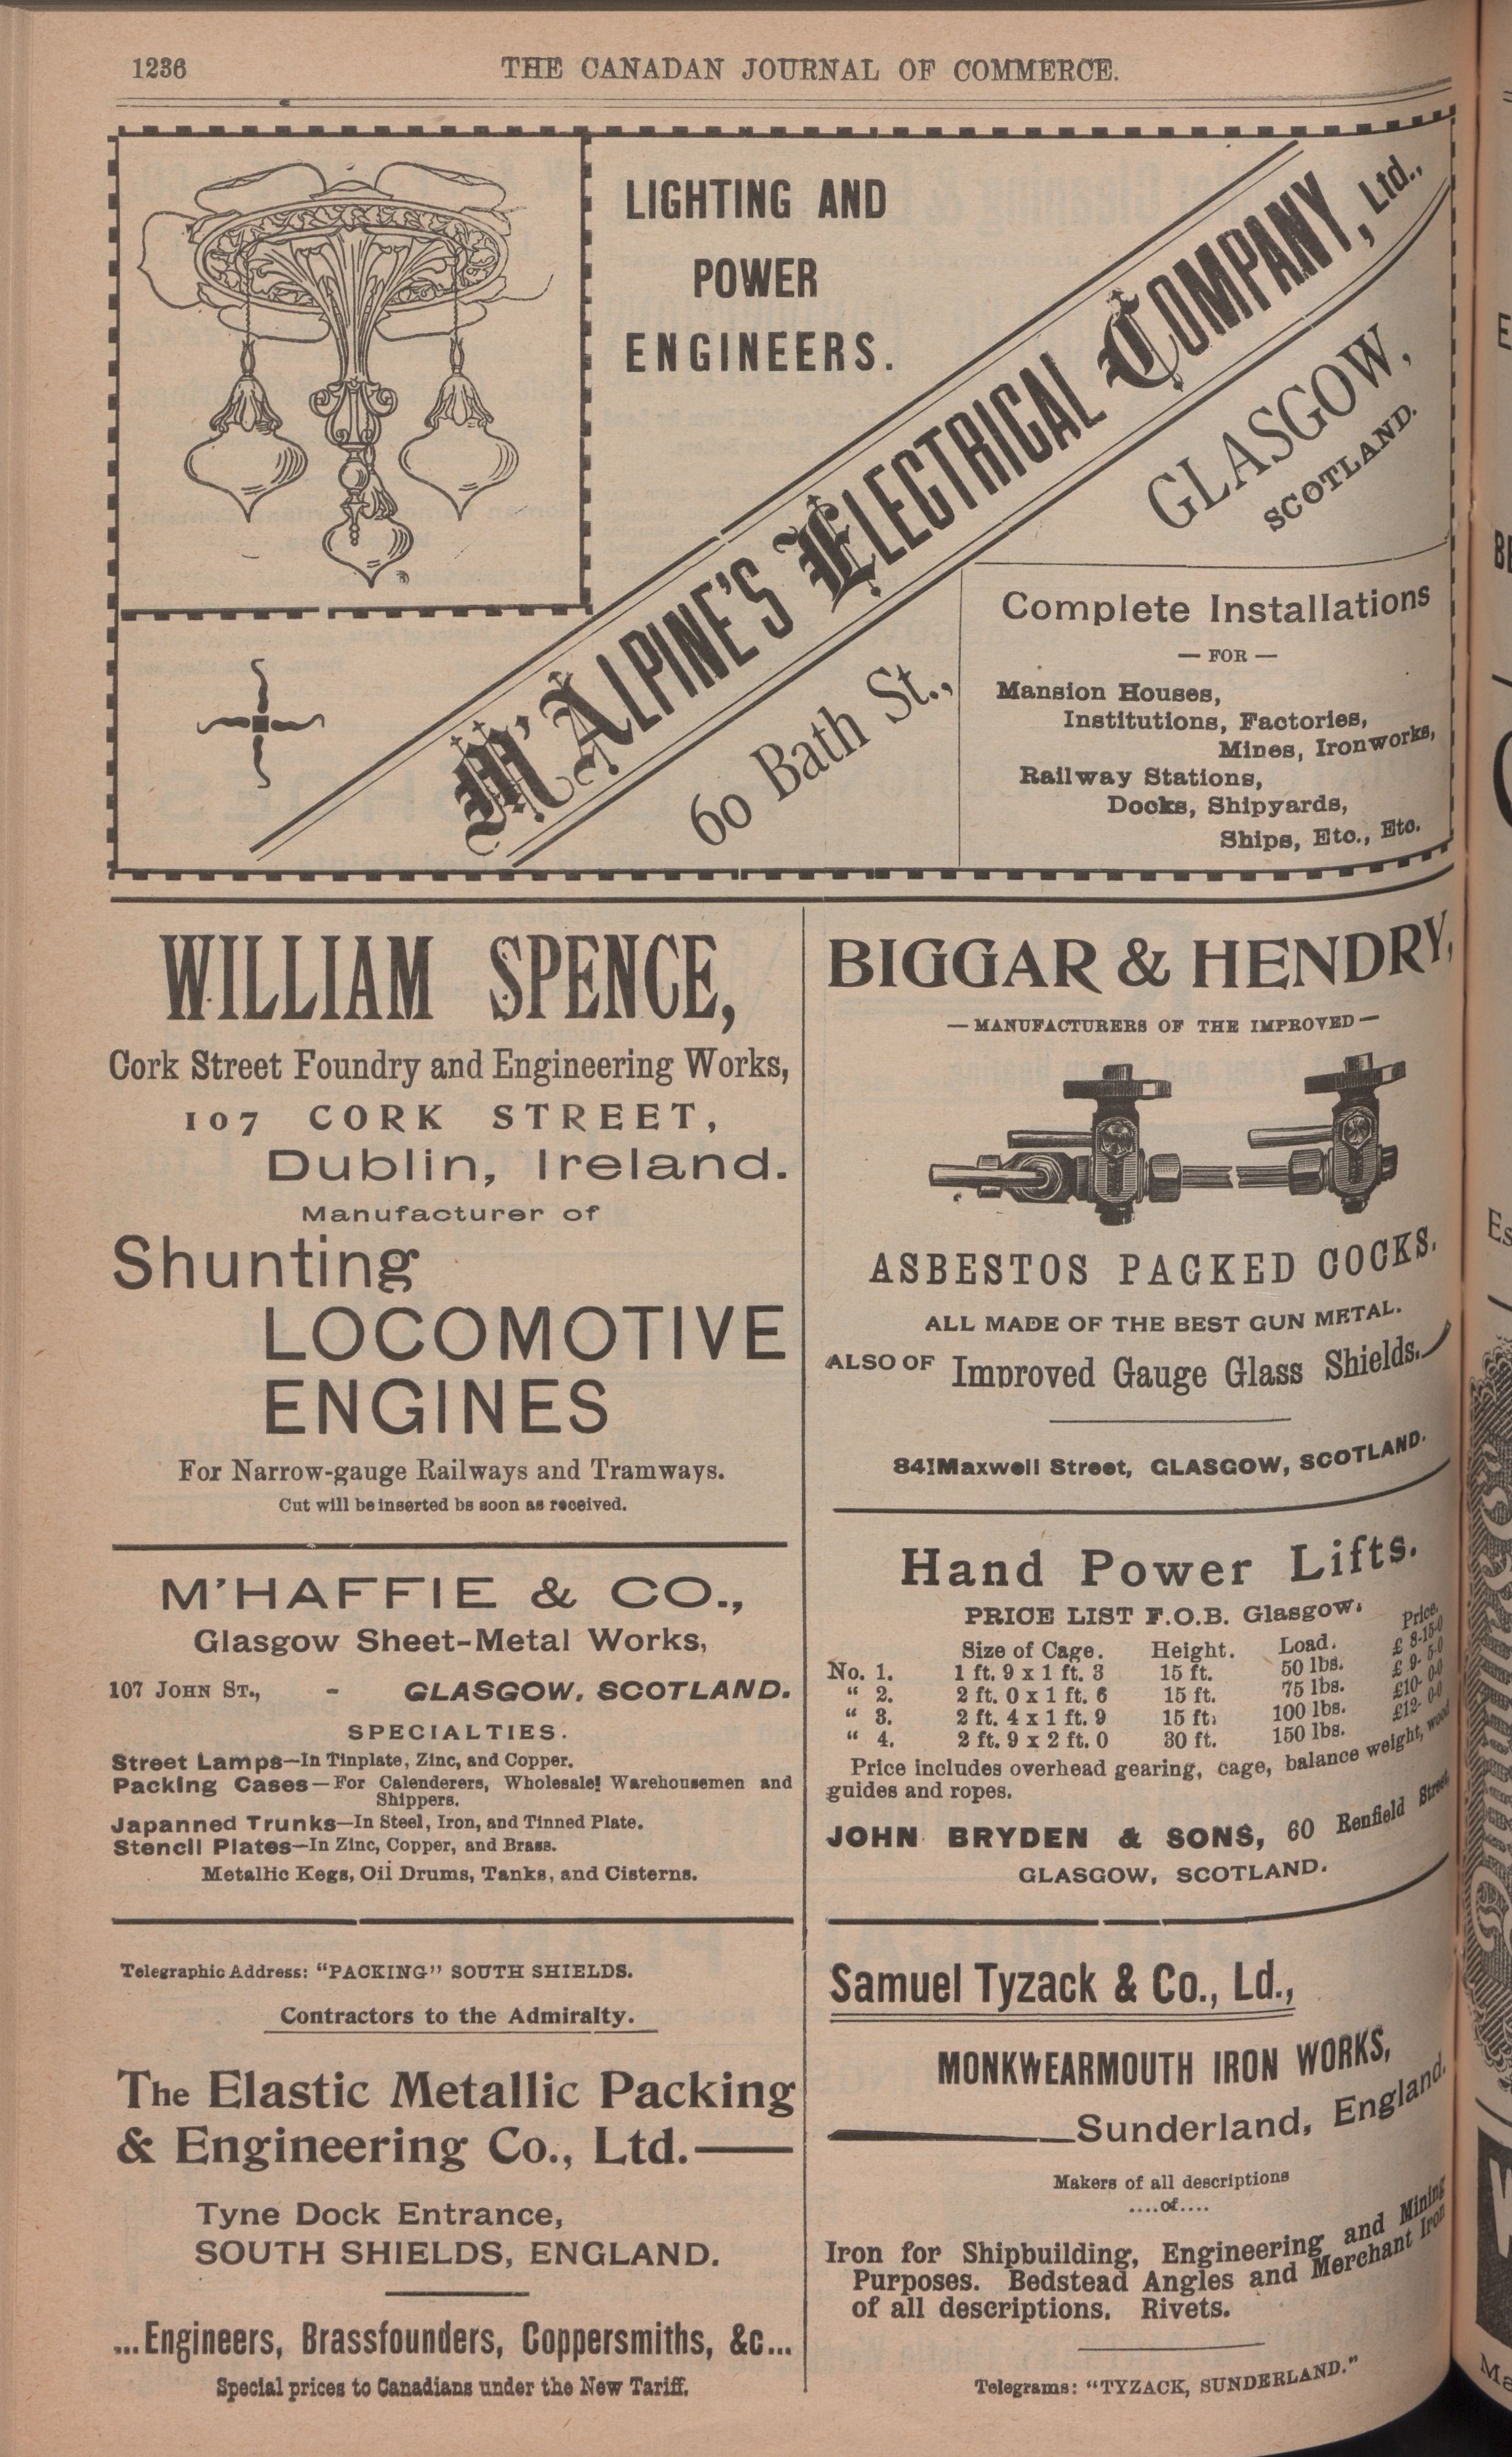 1236
THE CANADAN JOURNAL OF COMMERCE.
LIGHTING AND
POWER
ENGINEERS.
M'ALPINE'S ELECTRICAL COMPANY, Ltd.,
60 Bath St.,
GLASGOW,
SCOTLAND.
Complete Installations
— FOR —
Mansion Houses,
Institutions, Factories,
Mines, Ironworks,
Railway Stations,
Docks, Shipyards,
Ships, Etc., Etc.
WILLIAM SPENCE,
Cork Street Foundry and Engineering Works,
107 CORK STREET,
Dublin, Ireland.
Manufacturer of
Shunting
LOCOMOTIVE
ENGINES
For Narrow-gauge Railways and Tramways.
Cut will be inserted bs soon as received.
M'HAFFIE & CO.,
Glasgow Sheet-Metal Works,
107 JOHN ST., - GLASGOW, SCOTLAND.
SPECIALTIES.
Street Lamps—In Tinplate, Zinc, and Copper.
Packing Cases—For Calenderers, Wholesale! Warehousemen and
Shippers.
Japanned Trunks—In Steel, Iron, and Tinned Plate.
Stencil Plates—In Zinc, Copper, and Brass.
Metallic Kegs, Oil Drums, Tanks, and Cisterns.
Telegraphic Address: "PACKING" SOUTH SHIELDS.
Contractors to the Admiralty.
The Elastic Metallic Packing
& Engineering Co., Ltd.—
Tyne Dock Entrance,
SOUTH SHIELDS, ENGLAND.
...Engineers, Brassfounders, Coppersmiths, &c...
Special prices to Canadians under the New Tariff.
BIGGAR & HENDRY,
— MANUFACTURERS OF THE IMPROVED —
ASBESTOS PACKED COCKS.
ALL MADE OF THE BEST GUN METAL.
ALSO OF Improved Gauge Glass Shields.
84 Maxwell Street, GLASGOW, SCOTLAND.
Hand Power Lifts.
PRICE LIST F.O.B. Glasgow.
Size of Cage. Height. Load. Price.
No. 1. 1 ft. 9 x 1 ft. 3 15 ft. 50 lbs. £ 8-15-0
" 2. 2 ft. 0 x 1 ft. 6 15 ft. 75 lbs. £ 9- 5-0
" 3. 2 ft. 4 x 1 ft. 9 15 ft. 100 lbs. £10- 0-0
" 4. 2 ft. 9 x 2 ft. 0 30 ft. 150 lbs. £12- 0-0
Price includes overhead gearing, cage, balance weight, wood
guides and ropes.
JOHN BRYDEN & SONS, 60 Renfield Street,
GLASGOW, SCOTLAND.
Samuel Tyzack & Co., Ld.,
MONKWEARMOUTH IRON WORKS,
Sunderland, England.
Makers of all descriptions
....of....
Iron for Shipbuilding, Engineering and Mining
Purposes. Bedstead Angles and Merchant Iron
of all descriptions. Rivets.
Telegrams: "TYZACK, SUNDERLAND."